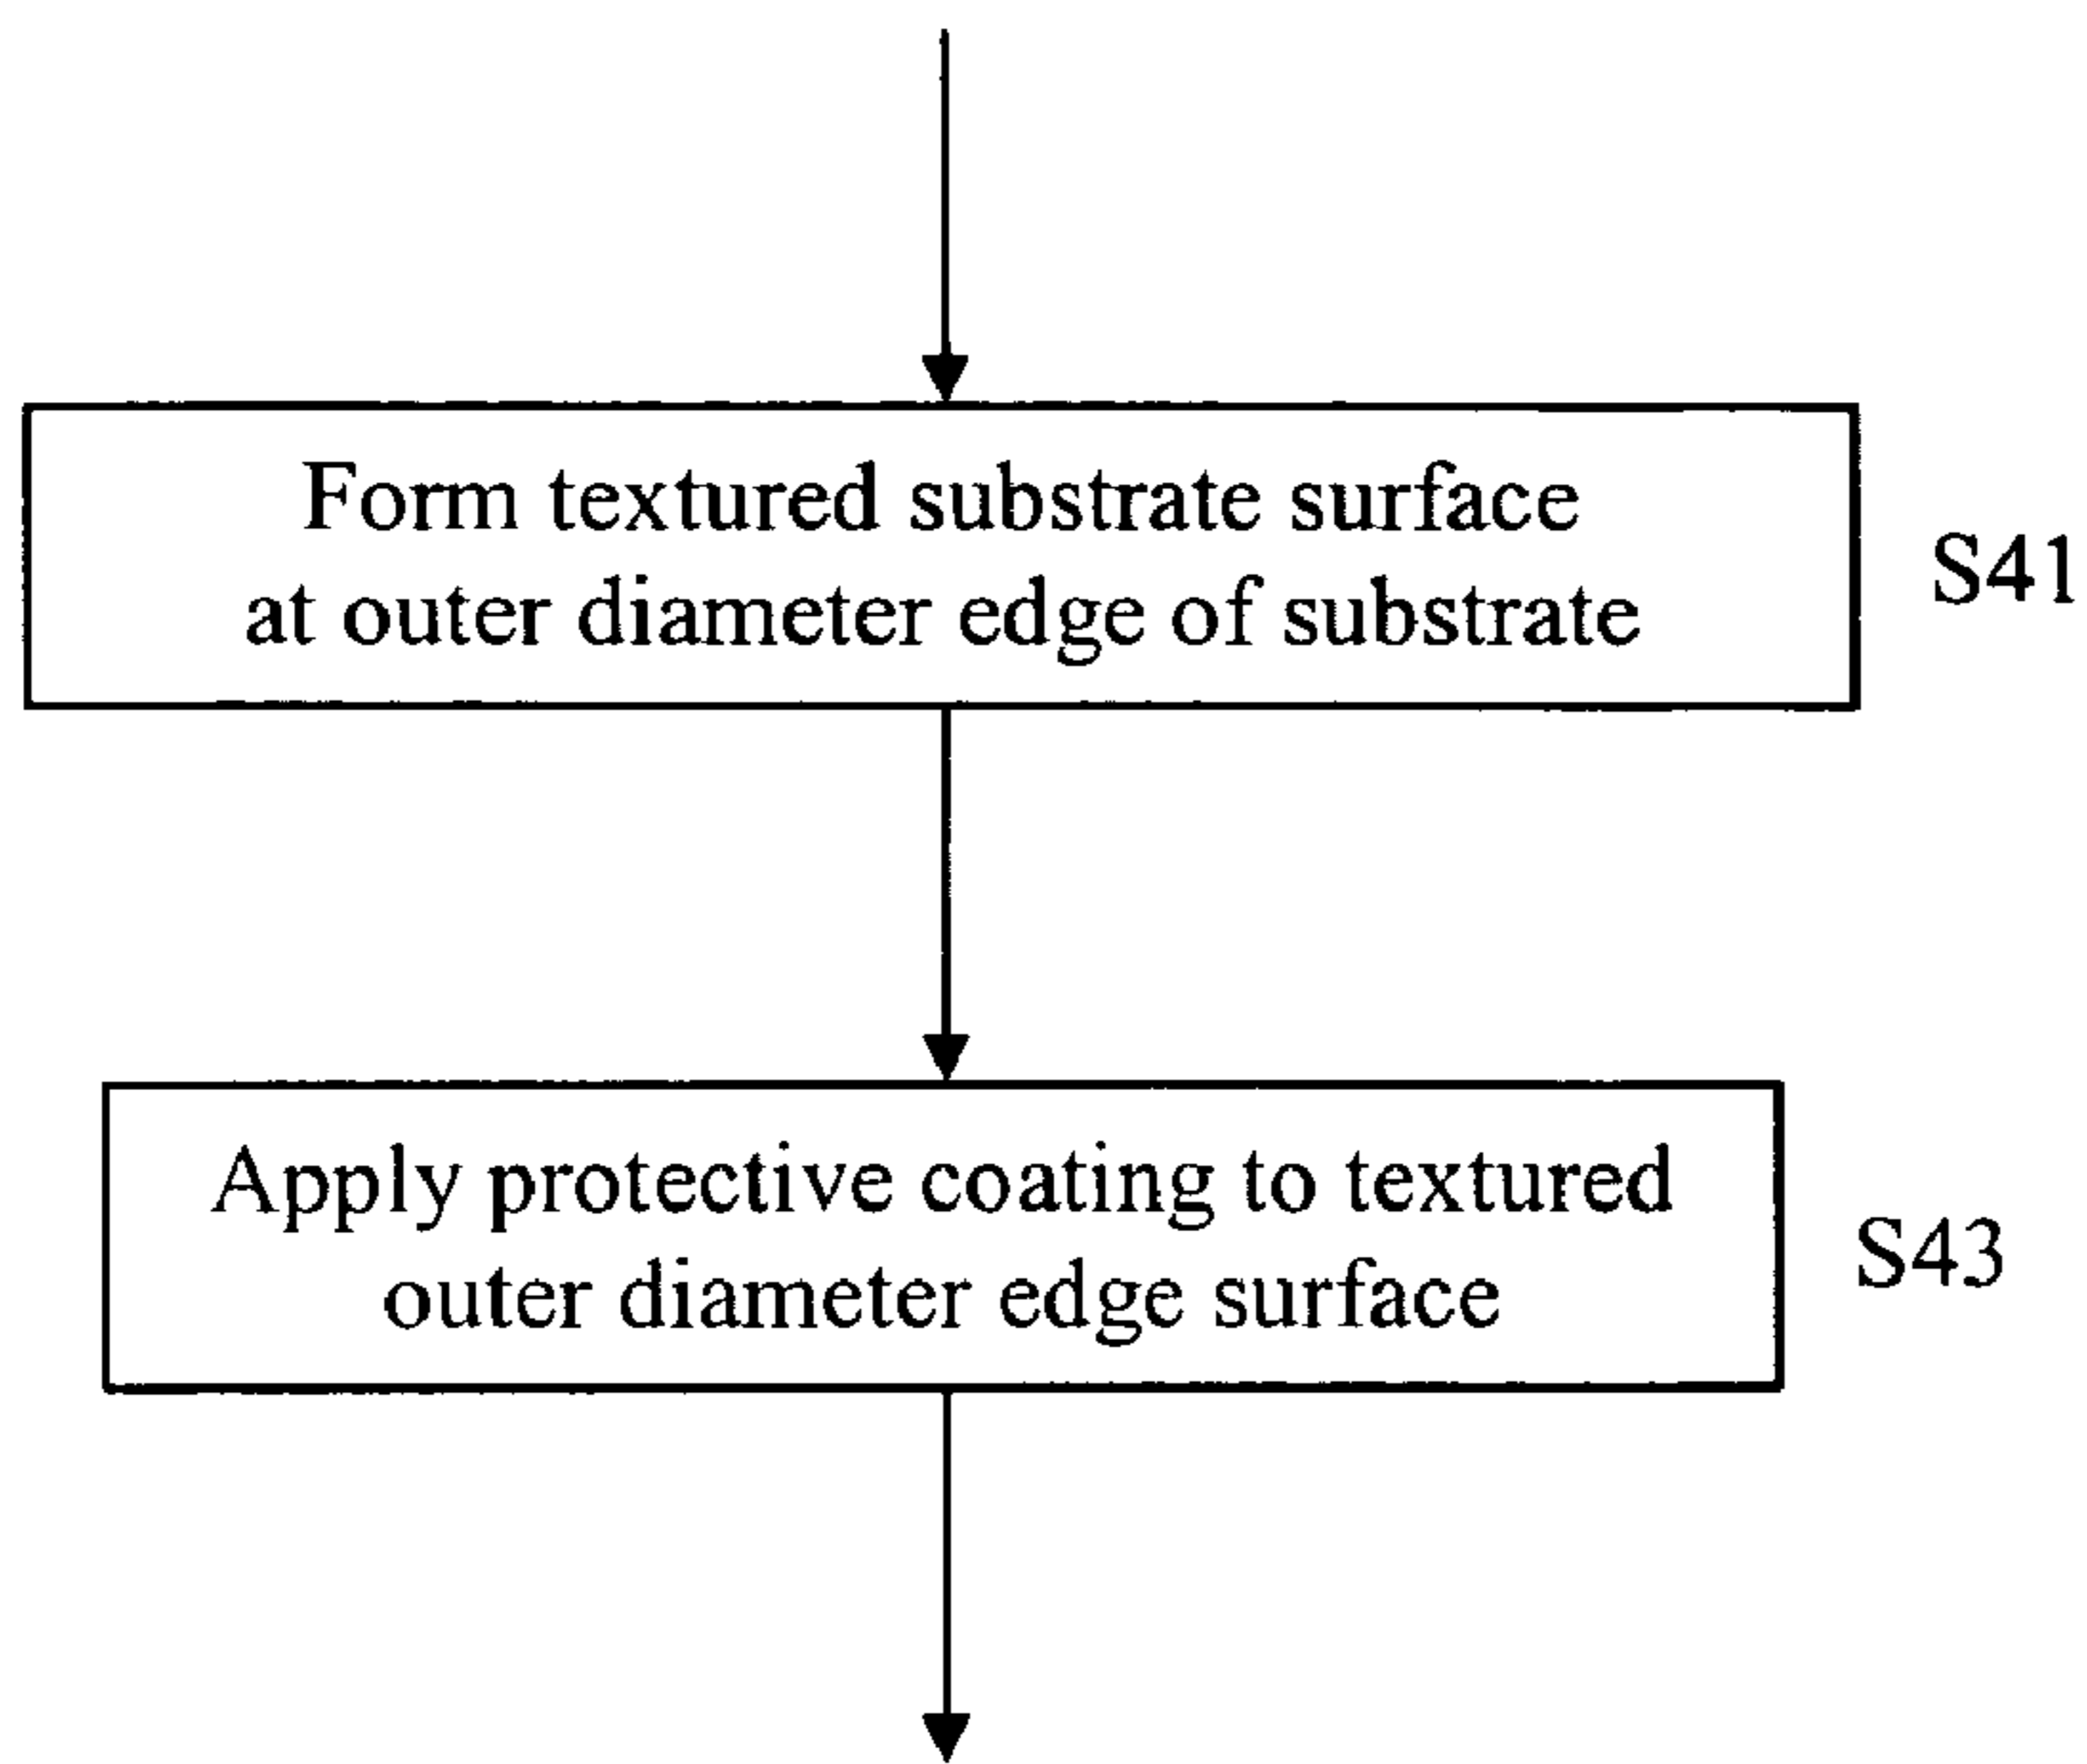 Form textured substrate surface
at outer diameter edge of substrate
S41
Apply protective coating to textured
outer diameter edge surface
S43